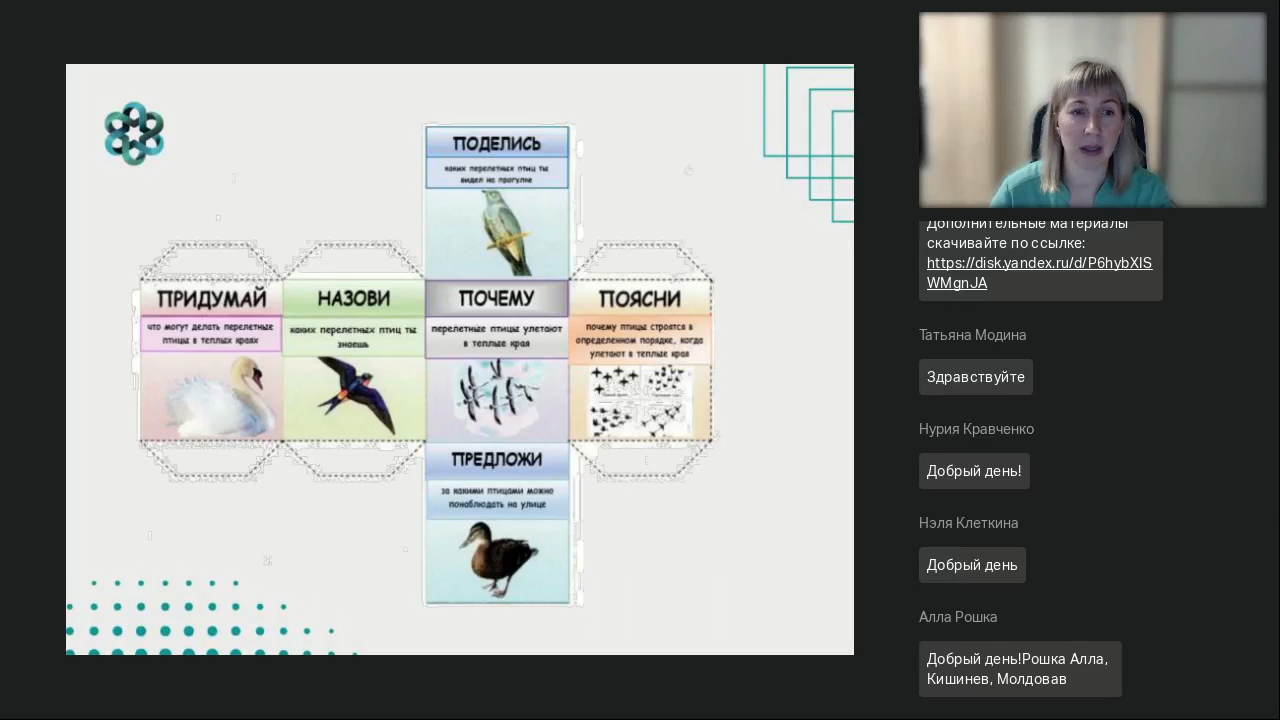 ПОДЕЛИСЬ
каких перелетных птиц ты
видел на прогулке
ПРИДУМАЙ
что могут делать перелетные
птицы в теплых краях
НАЗОВИ
каких перелетных птиц ты
знаешь
ПОЧЕМУ
перелетные птицы улетают
в теплые края
ПОЯСНИ
почему птицы строятся в
определенном порядке, когда
улетают в теплые края
ПРЕДЛОЖИ
за какими птицами можно
понаблюдать на улице
Дополнительные материалы
скачивайте по ссылке:
https://disk.yandex.ru/d/P6hybXIS
WMgnJA
Татьяна Модина
Здравствуйте
Нурия Кравченко
Добрый день!
Нэля Клеткина
Добрый день
Алла Рошка
Добрый день!Рошка Алла,
Кишинев, Молдовав